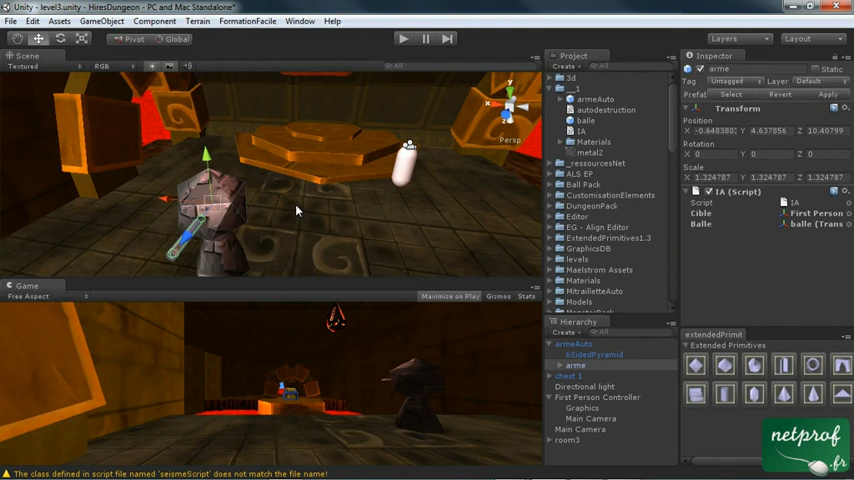 Unity - level3.unity - HiresDungeon - PC and Mac Standalone*
File Edit Assets GameObject Component Terrain FormationFacile Window Help
Pivot Global Layers Layout
Scene
Textured RGB All
y
x
Persp
Game
Free Aspect Maximize on Play Gizmos Stats
Project
Create All
3d
__1
armeAuto
autodestruction
balle
IA
Materials
metal2
_ressourcesNet
ALS EP
Ball Pack
CustomisationElements
DungeonPack
Editor
EG - Align Editor
ExtendedPrimitives1.3
GraphicsDB
levels
Maelstrom Assets
Materials
MitrailletteAuto
Models
Hierarchy
Create All
armeAuto
6SidedPyramid
arme
chest 1
Directional light
First Person Controller
Graphics
Main Camera
Main Camera
room3
Inspector
arme Static
Tag Untagged Layer Default
Prefab Select Revert Apply
Transform
Position
X Y 4.637856 Z 10.40799
Rotation
X 0 Y 0 Z 0
Scale
X 1.324787 Y 1.324787 Z 1.324787
IA (Script)
Script IA
Cible First Person
Balle balle (Trans
extendedPrimit
Extended Primitives
netprof
.fr
The class defined in script file named 'seismeScript' does not match the file name!